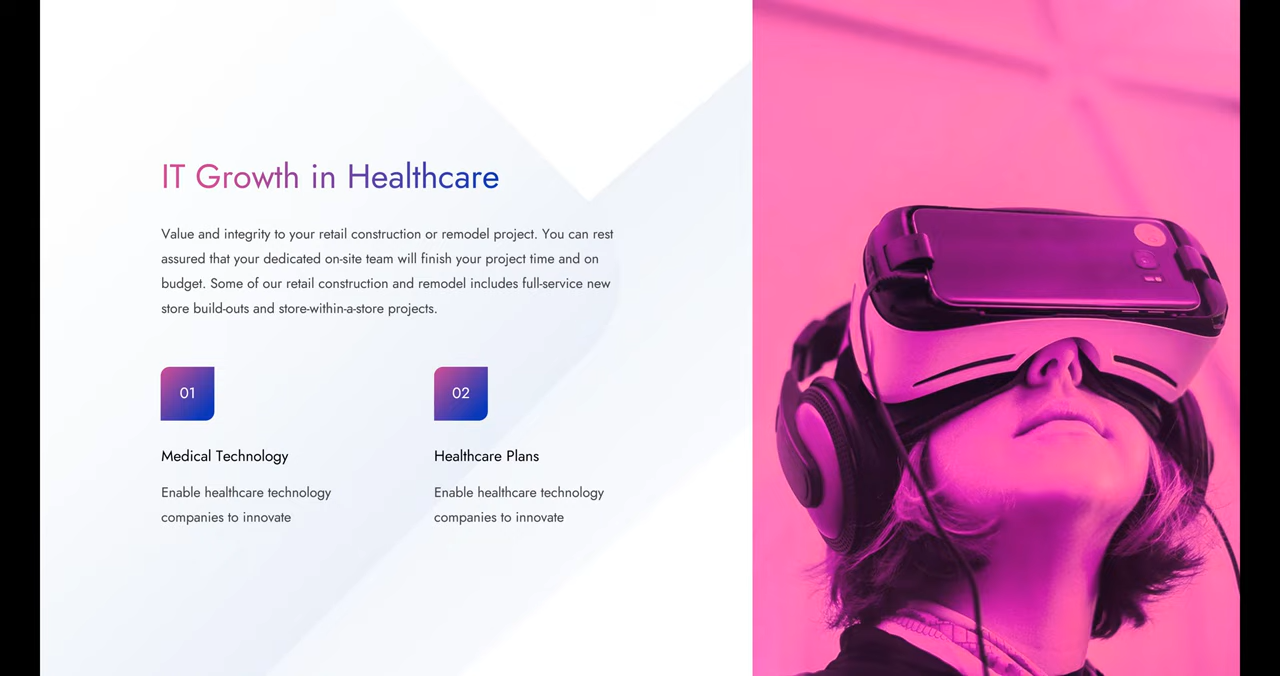 IT Growth in Healthcare
Value and integrity to your retail construction or remodel project. You can rest
assured that your dedicated on-site team will finish your project time and on
budget. Some of our retail construction and remodel includes full-service new
store build-outs and store-within-a-store projects.
01
02
Medical Technology
Healthcare Plans
Enable healthcare technology
companies to innovate
Enable healthcare technology
companies to innovate